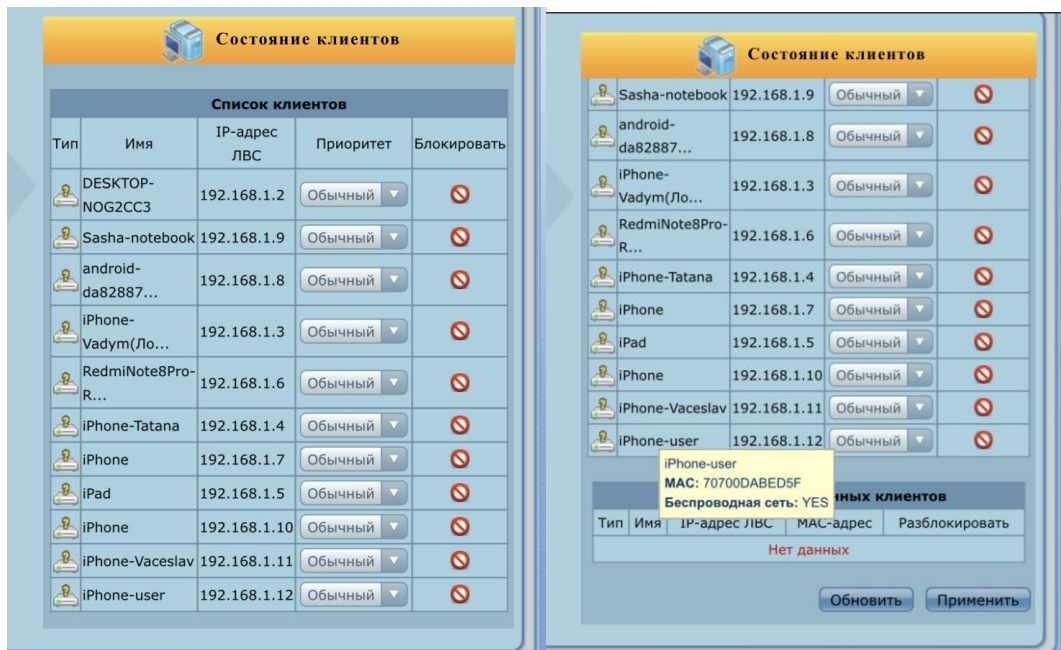 Состояние клиентов
Список клиентов
Тип Имя IP-адрес ЛВС Приоритет Блокировать
DESKTOP-NOG2CC3 192.168.1.2 Обычный
Sasha-notebook 192.168.1.9 Обычный
android-da82887... 192.168.1.8 Обычный
iPhone-Vadym(Ло... 192.168.1.3 Обычный
RedmiNote8Pro-R... 192.168.1.6 Обычный
iPhone-Tatana 192.168.1.4 Обычный
iPhone 192.168.1.7 Обычный
iPad 192.168.1.5 Обычный
iPhone 192.168.1.10 Обычный
iPhone-Vaceslav 192.168.1.11 Обычный
iPhone-user 192.168.1.12 Обычный
Состояние клиентов
Sasha-notebook 192.168.1.9 Обычный
android-da82887... 192.168.1.8 Обычный
iPhone-Vadym(Ло... 192.168.1.3 Обычный
RedmiNote8Pro-R... 192.168.1.6 Обычный
iPhone-Tatana 192.168.1.4 Обычный
iPhone 192.168.1.7 Обычный
iPad 192.168.1.5 Обычный
iPhone 192.168.1.10 Обычный
iPhone-Vaceslav 192.168.1.11 Обычный
iPhone-user 192.168.1.12 Обычный
iPhone-user
MAC: 70700DABED5F
Беспроводная сеть: YES
клиентов
Тип Имя IP-адрес ЛВС MAC-адрес Разблокировать
Нет данных
Обновить Применить